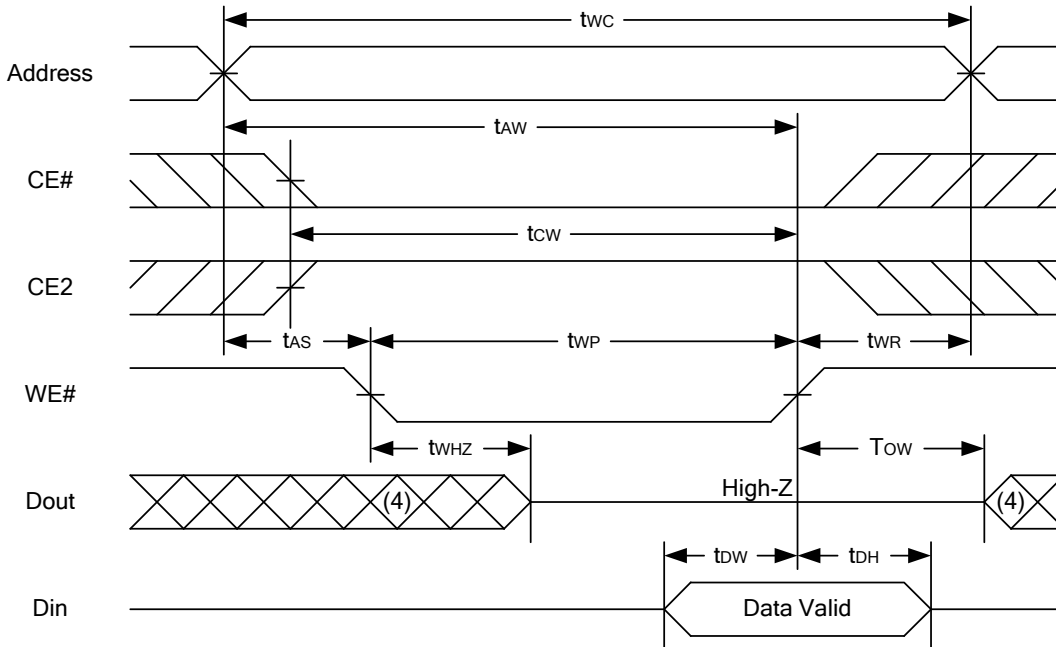 tWC
Address
tAW
CE#
tCW
CE2
tAS tWP tWR
WE#
tWHZ TOW
Dout (4) High-Z (4)
tDW tDH
Din Data Valid